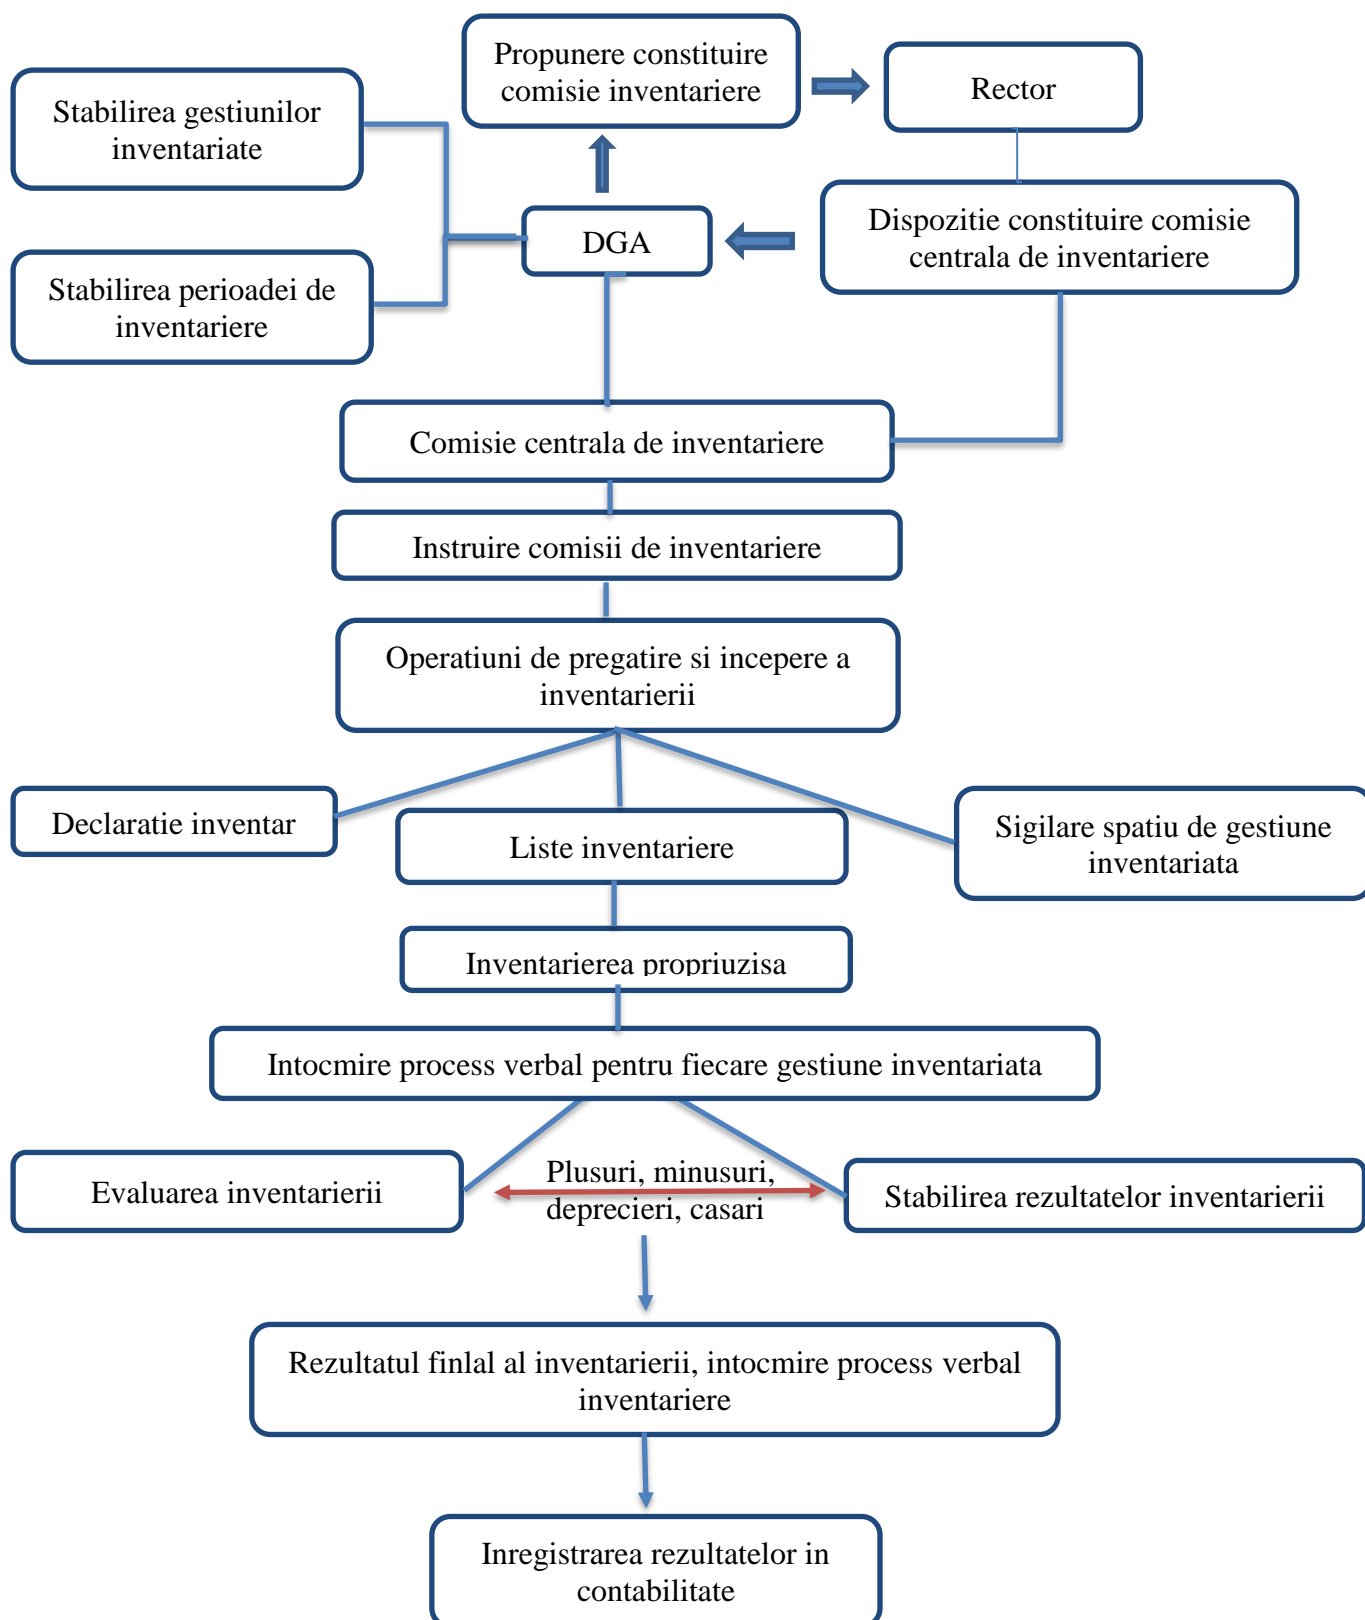 Propunere constituire
comisie inventariere
Rector
Stabilirea gestiunilor
inventariate
Dispozitie constituire comisie
centrala de inventariere
DGA
Stabilirea perioadei de
inventariere
Comisie centrala de inventariere
Instruire comisii de inventariere
Operatiuni de pregatire si incepere a
inventarierii
Declaratie inventar
Liste inventariere
Sigilare spatiu de gestiune
inventariata
Inventarierea propriuzisa
Intocmire process verbal pentru fiecare gestiune inventariata
Evaluarea inventarierii
Plusuri, minusuri,
deprecieri, casari
Stabilirea rezultatelor inventarierii
Rezultatul finlal al inventarierii, intocmire process verbal
inventariere
Inregistrarea rezultatelor in
contabilitate